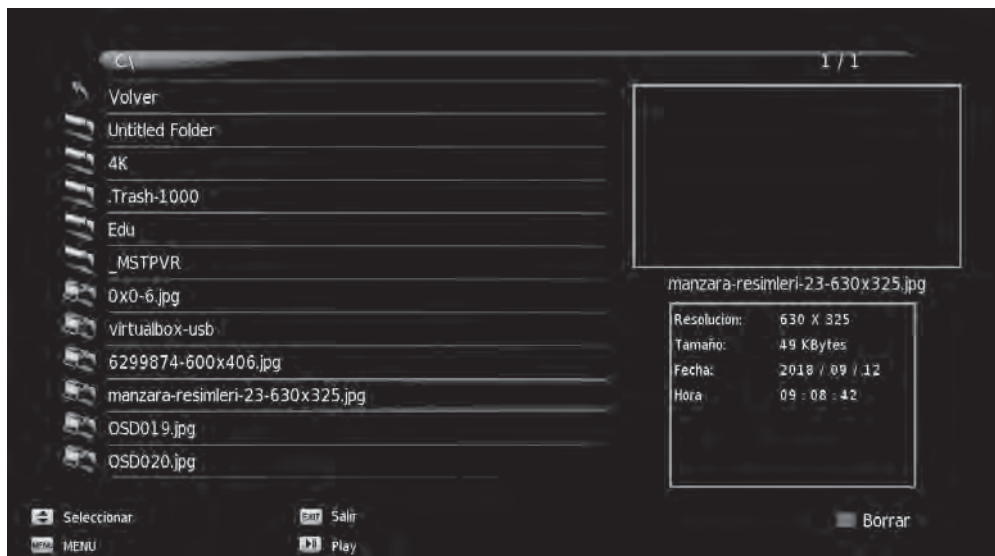 C\
1 / 1
Volver
Untitled Folder
4K
.Trash-1000
Edu
_MSTPVR
0x0-6.jpg
virtualbox-usb
6299874-600x406.jpg
manzara-resimleri-23-630x325.jpg
OSD019.jpg
OSD020.jpg
manzara-resimleri-23-630x325.jpg
Resolucion: 630 X 325
Tamaño: 49 KBytes
Fecha: 2018 / 09 / 12
Hora 09 : 08 : 42
Seleccionar
EXIT Salir
Borrar
MENU MENU
Play